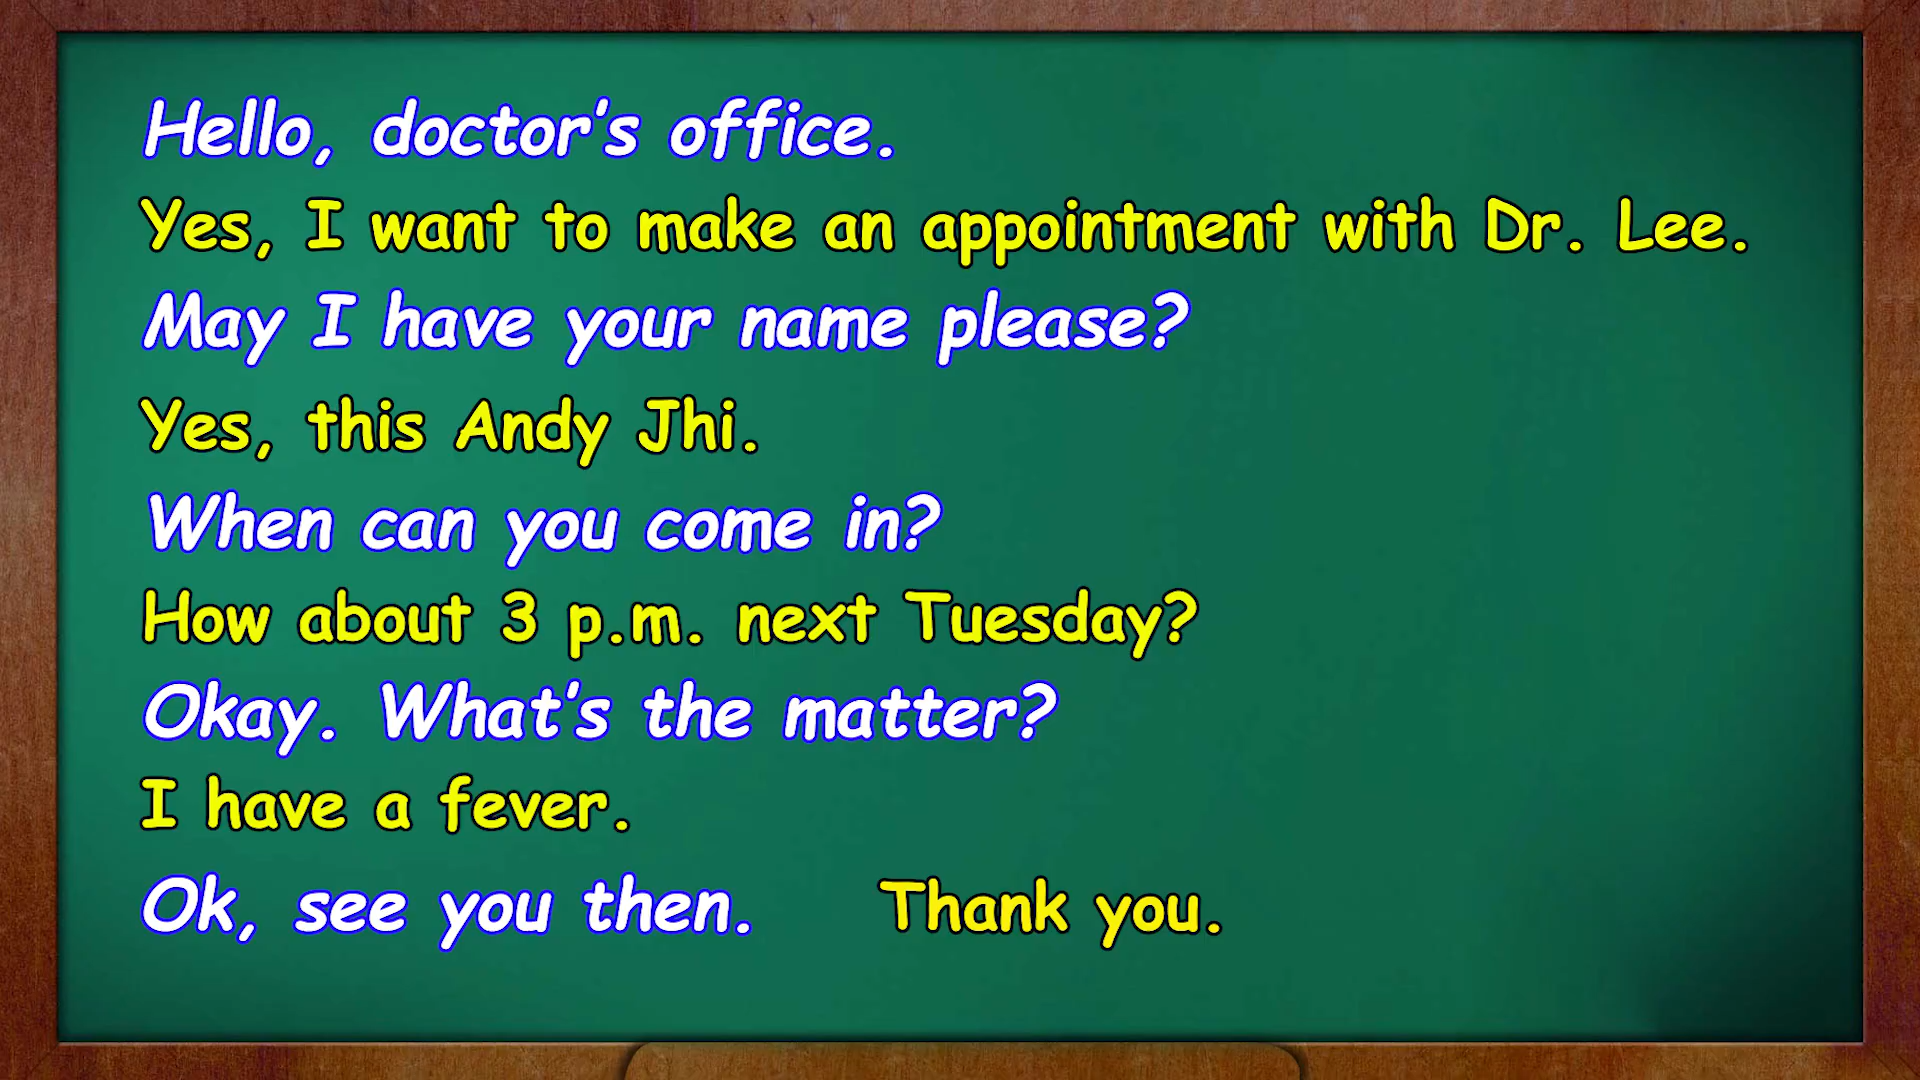 Hello, doctor's office.
Yes, I want to make an appointment with Dr. Lee.
May I have your name please?
Yes, this Andy Jhi.
When can you come in?
How about 3 p.m. next Tuesday?
Okay. What's the matter?
I have a fever.
Ok, see you then. Thank you.